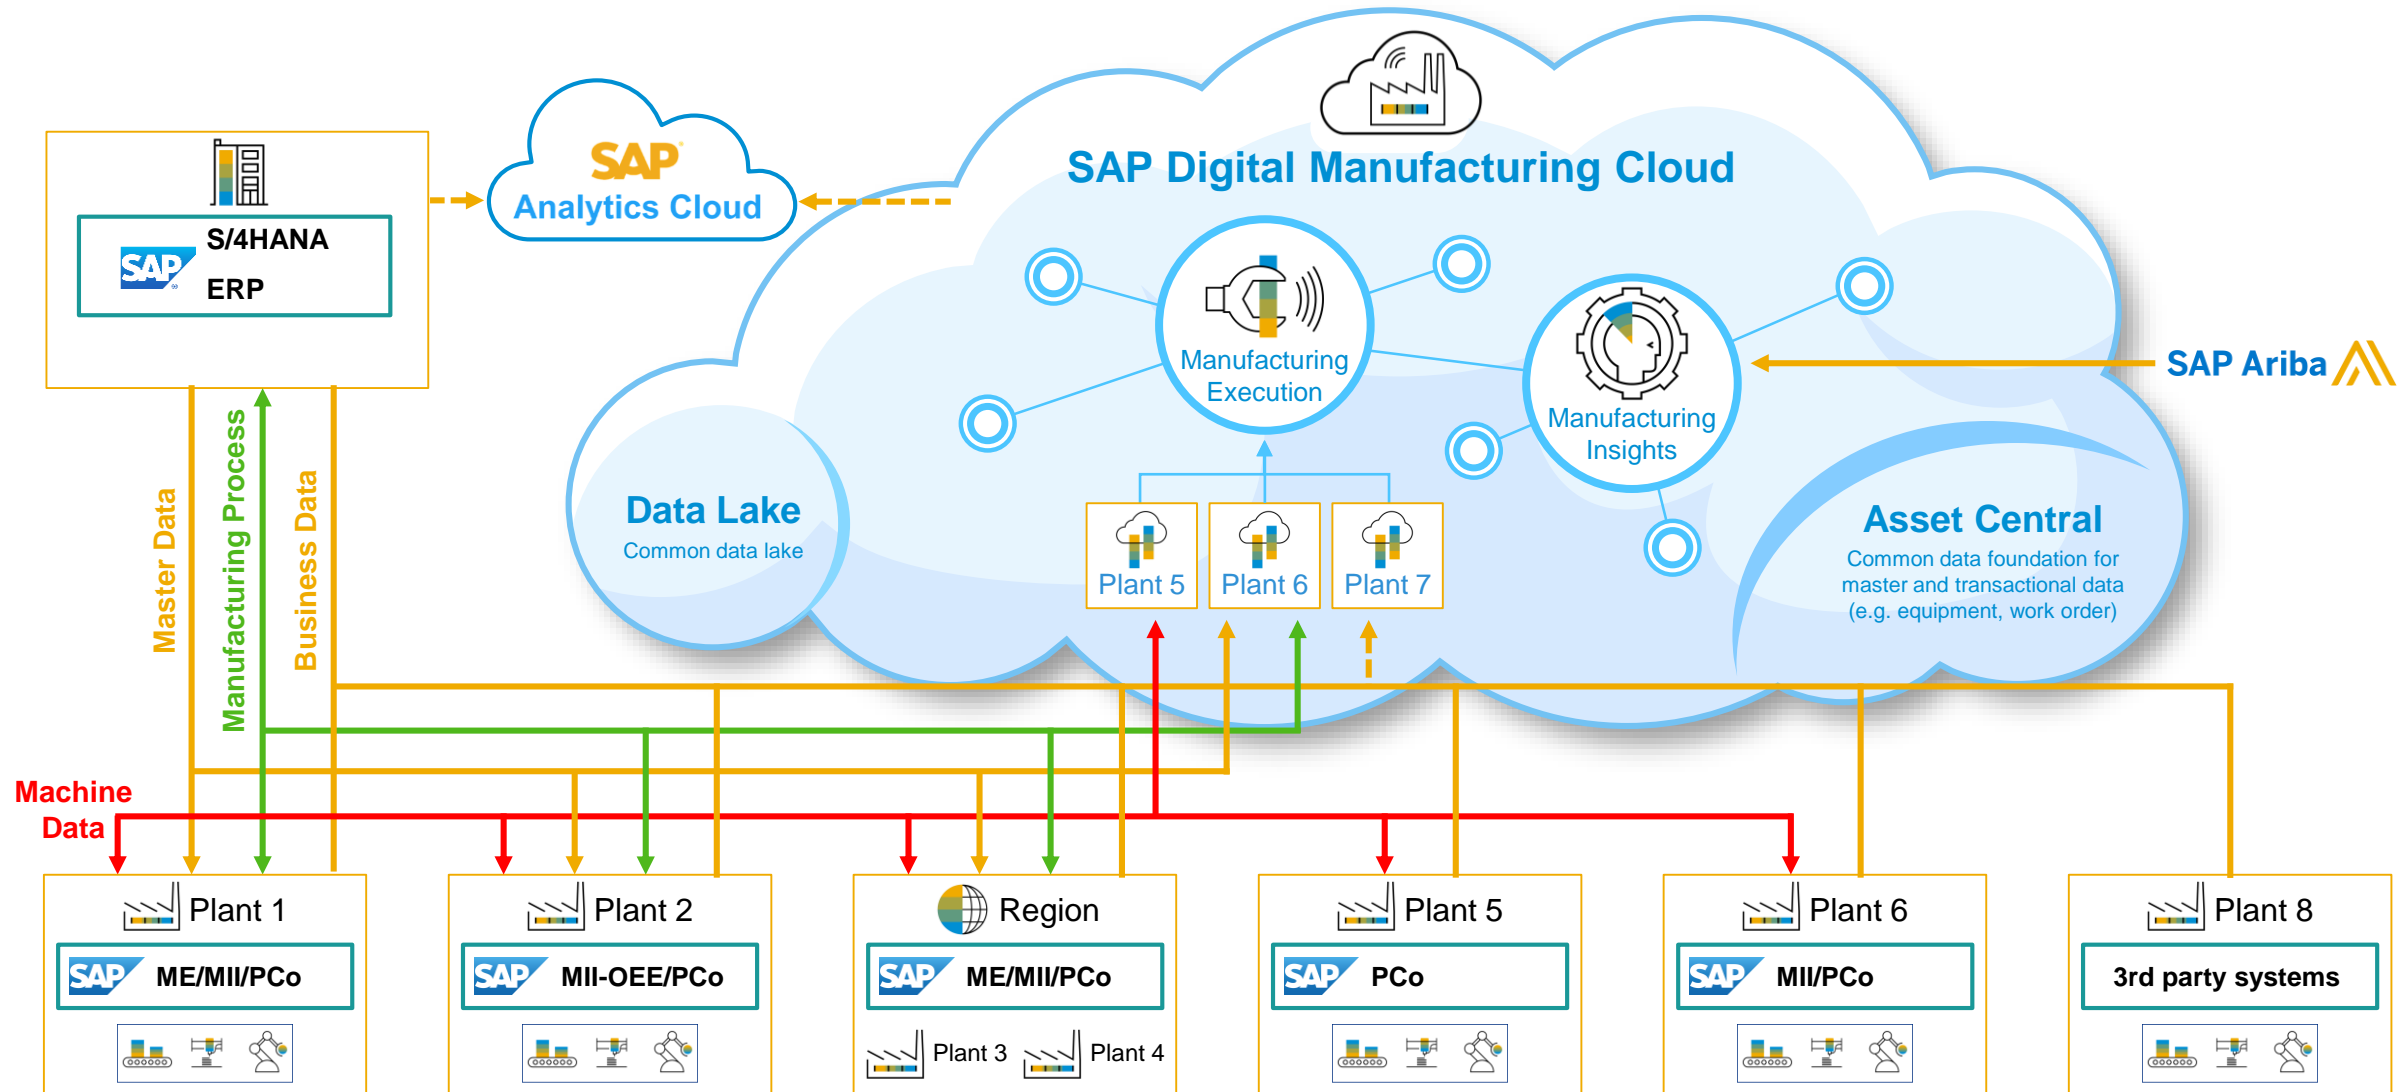 SAP Digital Manufacturing Cloud
SAP
Analytics Cloud
SAP
S/4HANA
ERP
Manufacturing
Execution
Manufacturing
Insights
SAP Ariba
Data Lake
Common data lake
Plant 5
Plant 6
Plant 7
Asset Central
Common data foundation for
master and transactional data
(e.g. equipment, work order)
Master Data
Manufacturing Process
Business Data
Machine
Data
Plant 1
SAP ME/MII/PCo
Plant 2
SAP MII-OEE/PCo
Region
SAP ME/MII/PCo
Plant 3
Plant 4
Plant 5
SAP PCo
Plant 6
SAP MII/PCo
Plant 8
3rd party systems